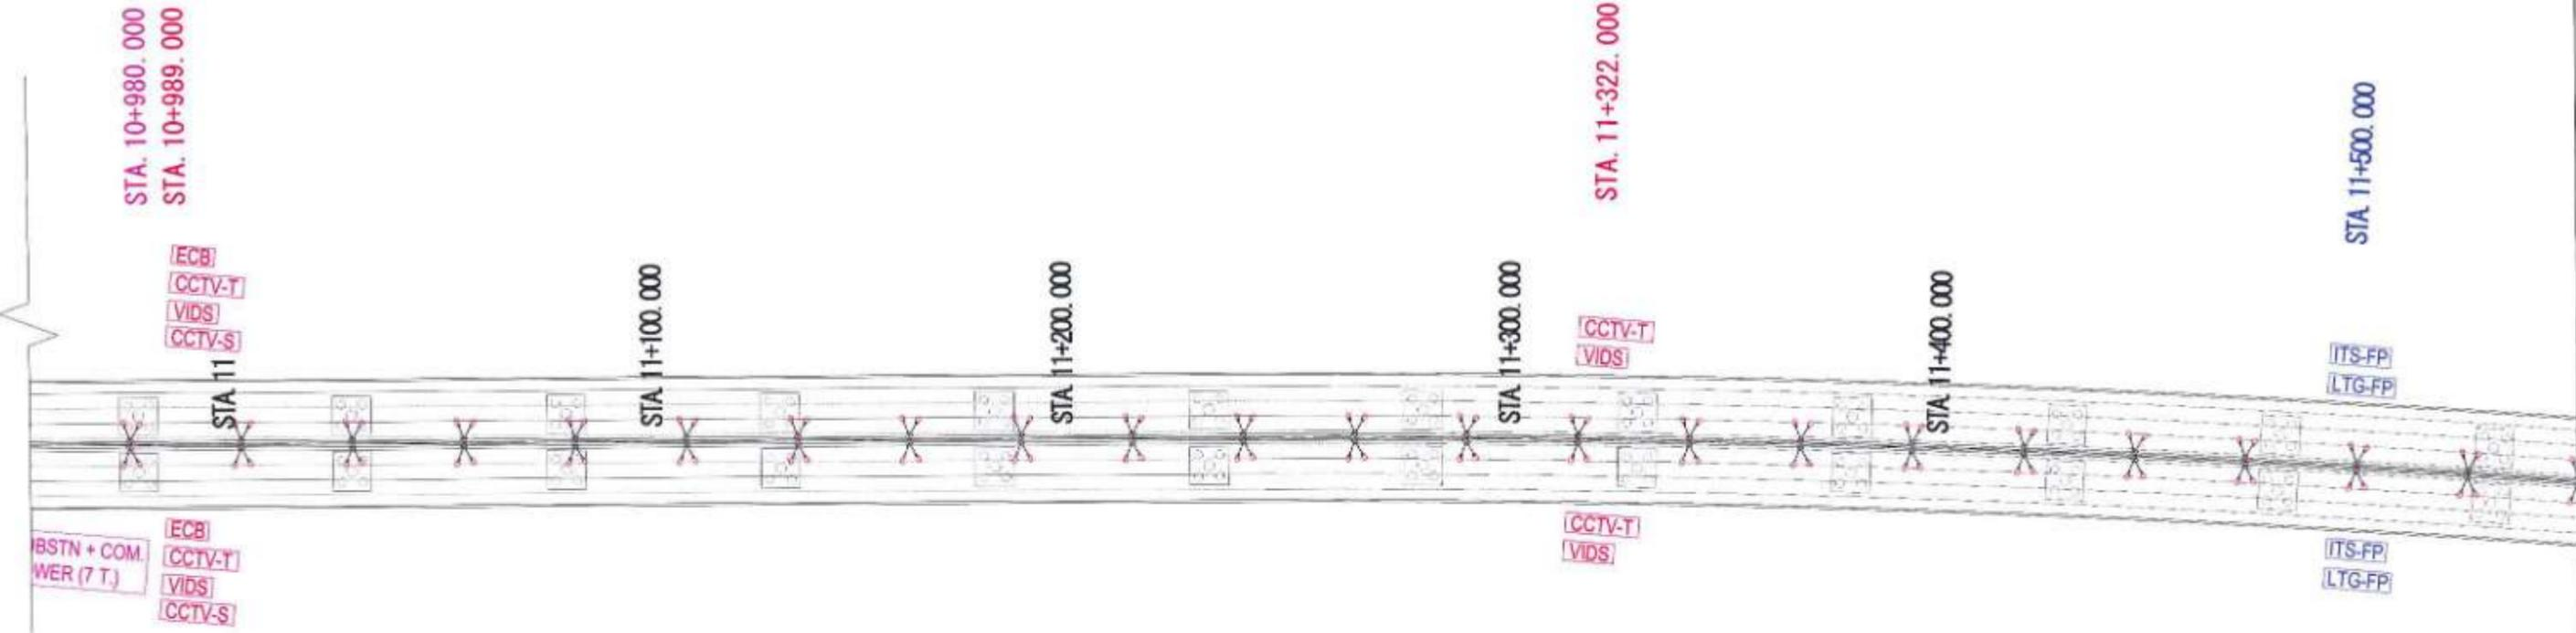 STA. 10+980. 000
STA. 10+989. 000
STA. 11+322. 000
STA 11+500. 000
ECB
CCTV-T
VIDS
CCTV-S
STA 11
STA 11+100. 000
STA 11+200. 000
STA 11+300. 000
CCTV-T
VIDS
STA 11+400. 000
ITS-FP
LTG-FP
BSTN + COM.
WER (7 T.)
ECB
CCTV-T
VIDS
CCTV-S
CCTV-T
VIDS
ITS-FP
LTG-FP